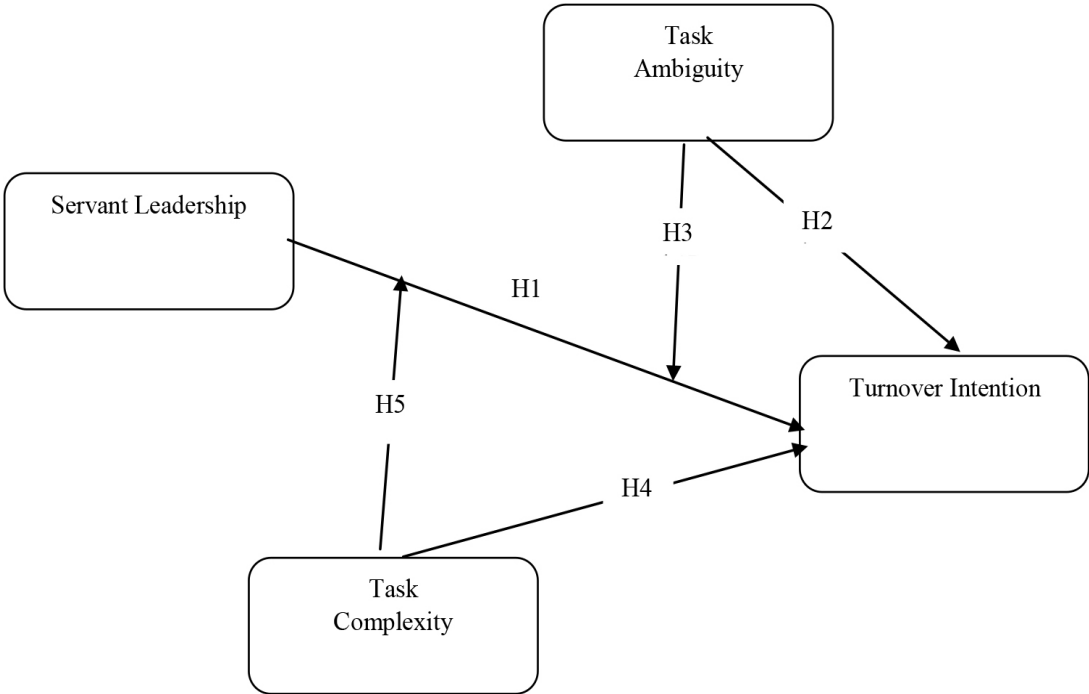 Task
Ambiguity
Servant Leadership
H2
H3
H1
Turnover Intention
H5
H4
Task
Complexity